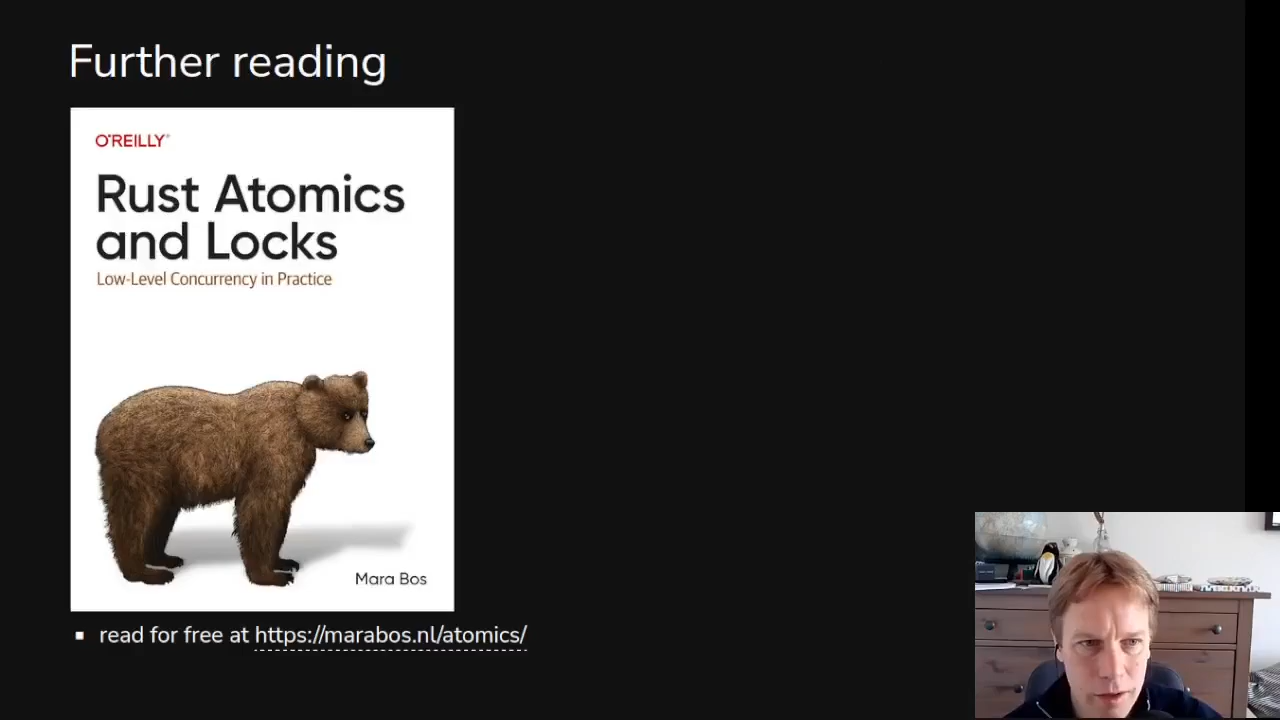 Further reading
O'REILLY®
Rust Atomics
and Locks
Low-Level Concurrency in Practice
Mara Bos
▪ read for free at https://marabos.nl/atomics/